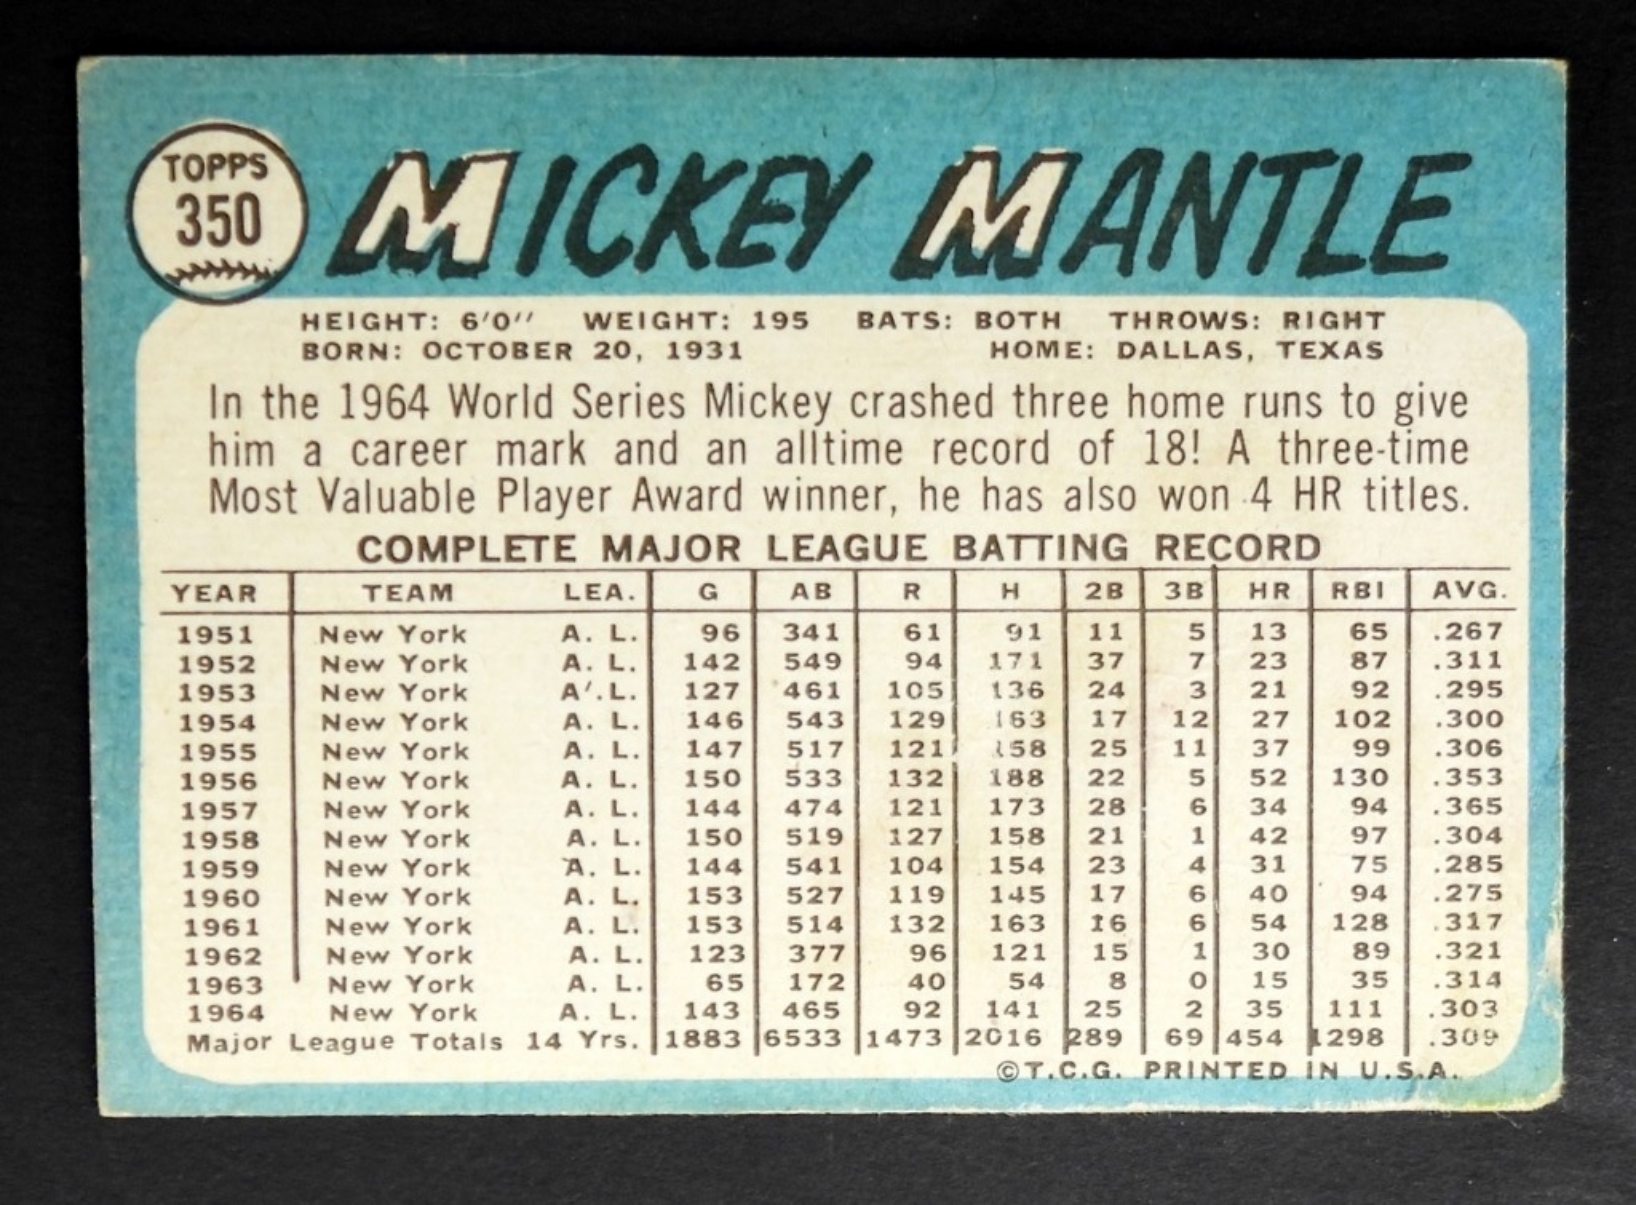 TOPPS
350
MICKEY MANTLE
HEIGHT: 6'0" WEIGHT: 195 BATS: BOTH THROWS: RIGHT
BORN: OCTOBER 20, 1931 HOME: DALLAS, TEXAS
In the 1964 World Series Mickey crashed three home runs to give
him a career mark and an alltime record of 18! A three-time
Most Valuable Player Award winner, he has also won 4 HR titles.
COMPLETE MAJOR LEAGUE BATTING RECORD
YEAR TEAM LEA. G AB R H 2B 3B HR RBI AVG.
1951 New York A. L. 96 341 61 91 11 5 13 65 .267
1952 New York A. L. 142 549 94 171 37 7 23 87 .311
1953 New York A. L. 127 461 105 136 24 3 21 92 .295
1954 New York A. L. 146 543 129 163 17 12 27 102 .300
1955 New York A. L. 147 517 121 158 25 11 37 99 .306
1956 New York A. L. 150 533 132 188 22 5 52 130 .353
1957 New York A. L. 144 474 121 173 28 6 34 94 .365
1958 New York A. L. 150 519 127 158 21 1 42 97 .304
1959 New York A. L. 144 541 104 154 23 4 31 75 .285
1960 New York A. L. 153 527 119 145 17 6 40 94 .275
1961 New York A. L. 153 514 132 163 16 6 54 128 .317
1962 New York A. L. 123 377 96 121 15 1 30 89 .321
1963 New York A. L. 65 172 40 54 8 0 15 35 .314
1964 New York A. L. 143 465 92 141 25 2 35 111 .303
Major League Totals 14 Yrs. 1883 6533 1473 2016 289 69 454 1298 .309
©T.C.G. PRINTED IN U.S.A.